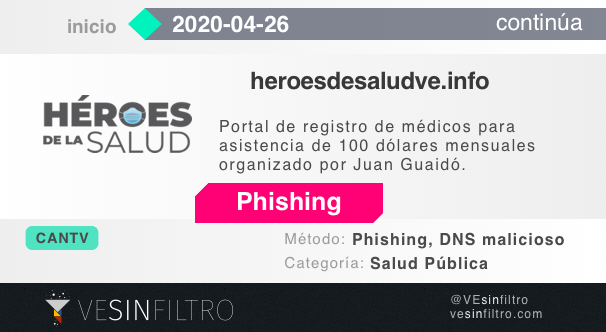 inicio 2020-04-26 continúa
heroesdesaludve.info
HÉROES
DE LA SALUD
Portal de registro de médicos para
asistencia de 100 dólares mensuales
organizado por Juan Guaidó.
Phishing
CANTV
Método: Phishing, DNS malicioso
Categoría: Salud Pública
VESINFILTRO
@VEsinfiltro
vesinfiltro.com